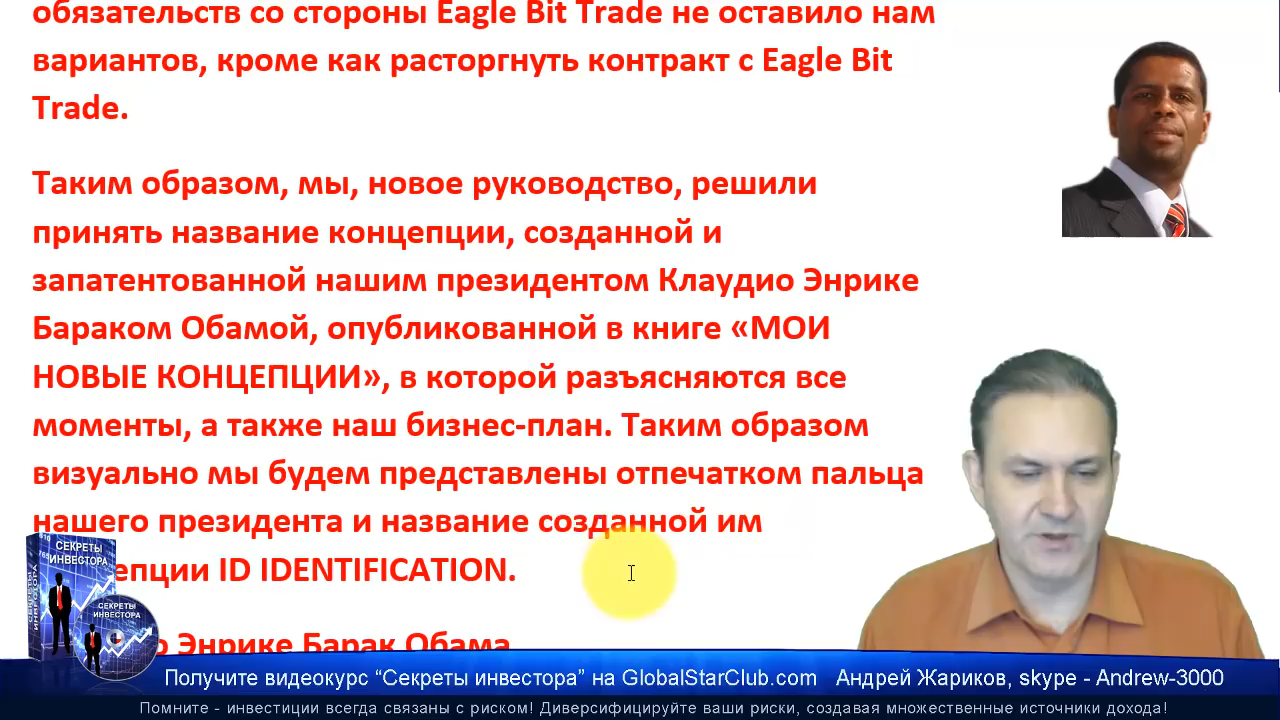 обязательств со стороны Eagle Bit Trade не оставило нам
вариантов, кроме как расторгнуть контракт с Eagle Bit
Trade.
Таким образом, мы, новое руководство, решили
принять название концепции, созданной и
запатентованной нашим президентом Клаудио Энрике
Бараком Обамой, опубликованной в книге «МОИ
НОВЫЕ КОНЦЕПЦИИ», в которой разъясняются все
моменты, а также наш бизнес-план. Таким образом
визуально мы будем представлены отпечатком пальца
нашего президента и название созданной им
епции ID IDENTIFICATION.
о Энрике Барак Обама
СЕКРЕТЫ
ИНВЕСТОРА
СЕКРЕТЫ
ИНВЕСТОРА
СЕКРЕТЫ
ИНВЕСТОРА
Получите видеокурс “Секреты инвестора” на GlobalStarClub.com Андрей Жариков, skype - Andrew-3000
Помните - инвестиции всегда связаны с риском! Диверсифицируйте ваши риски, создавая множественные источники дохода!